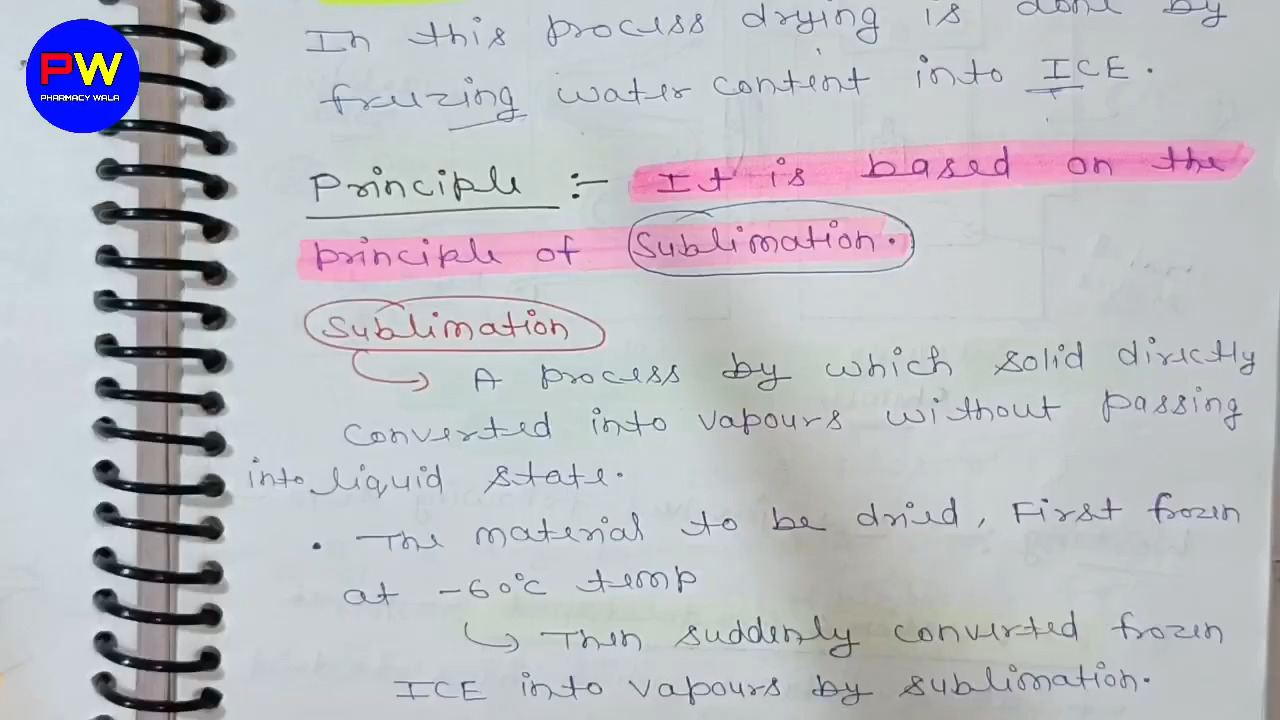 In this process drying is done by
PW
PHARMACY WALA
freezing water content into ICE.
Principle :- It is based on the
principle of Sublimation.
Sublimation
A process by which solid directly
converted into vapours without passing
into liquid state.
• The material to be dried, First frozen
at -60°c temp
Then suddenly converted frozen
ICE into vapours by sublimation.